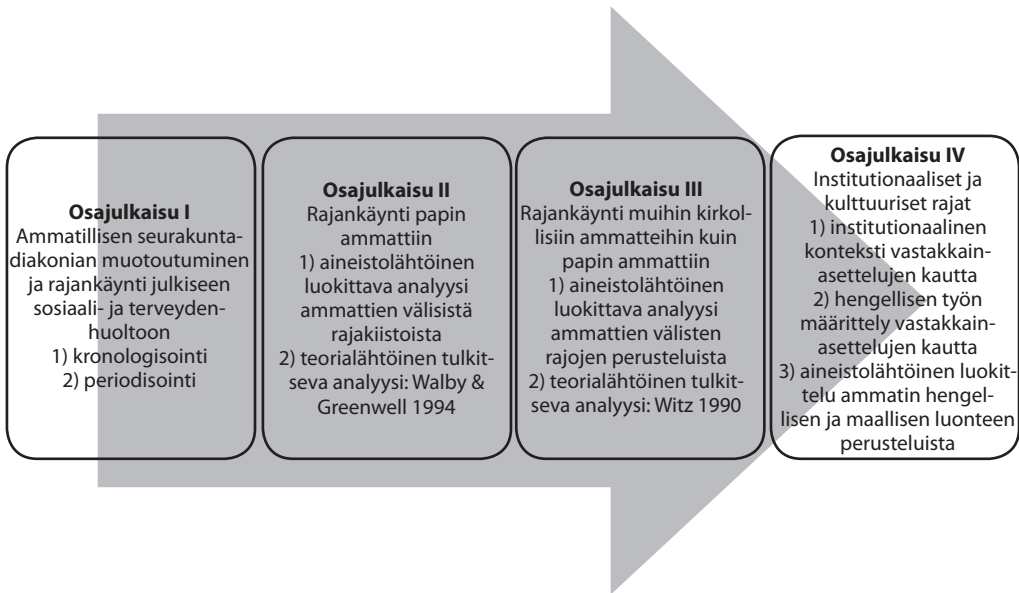 Osajulkaisu I
Ammatillisen seurakunta-
diakonian muotoutuminen
ja rajankäynti julkiseen
sosiaali- ja terveyden-
huoltoon
1) kronologisointi
2) periodisointi
Osajulkaisu II
Rajankäynti papin
ammattiin
1) aineistolähtöinen
luokittava analyysi
ammattien välisistä
rajakiistoista
2) teorialähtöinen tulkit-
seva analyysi: Walby &
Greenwell 1994
Osajulkaisu III
Rajankäynti muihin kirkol-
lisiin ammatteihin kuin
papin ammattiin
1) aineistolähtöinen
luokittava analyysi
ammattien välisten
rajojen perusteluista
2) teorialähtöinen tulkit-
seva analyysi: Witz 1990
Osajulkaisu IV
Institutionaaliset ja
kulttuuriset rajat
1) institutionaalinen
konteksti vastakkain-
asettelujen kautta
2) hengellisen työn
määrittely vastakkain-
asettelujen kautta
3) aineistolähtöinen luokit-
telu ammatin hengel-
lisen ja maallisen luonteen
perusteluista